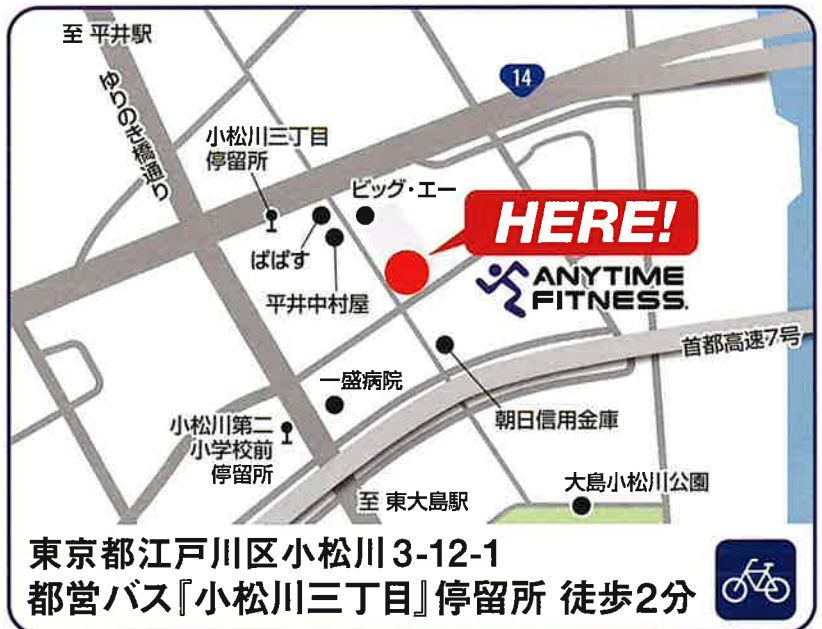 至 平井駅
ゆりのき橋通り
14
小松川三丁目
停留所
ビッグ・エー
ぱぱす
平井中村屋
HERE!
ANYTIME
FITNESS.
首都高速7号
一盛病院
朝日信用金庫
小松川第二
小学校前
停留所
至 東大島駅
大島小松川公園
東京都江戸川区小松川3-12-1
都営バス『小松川三丁目』停留所 徒歩2分